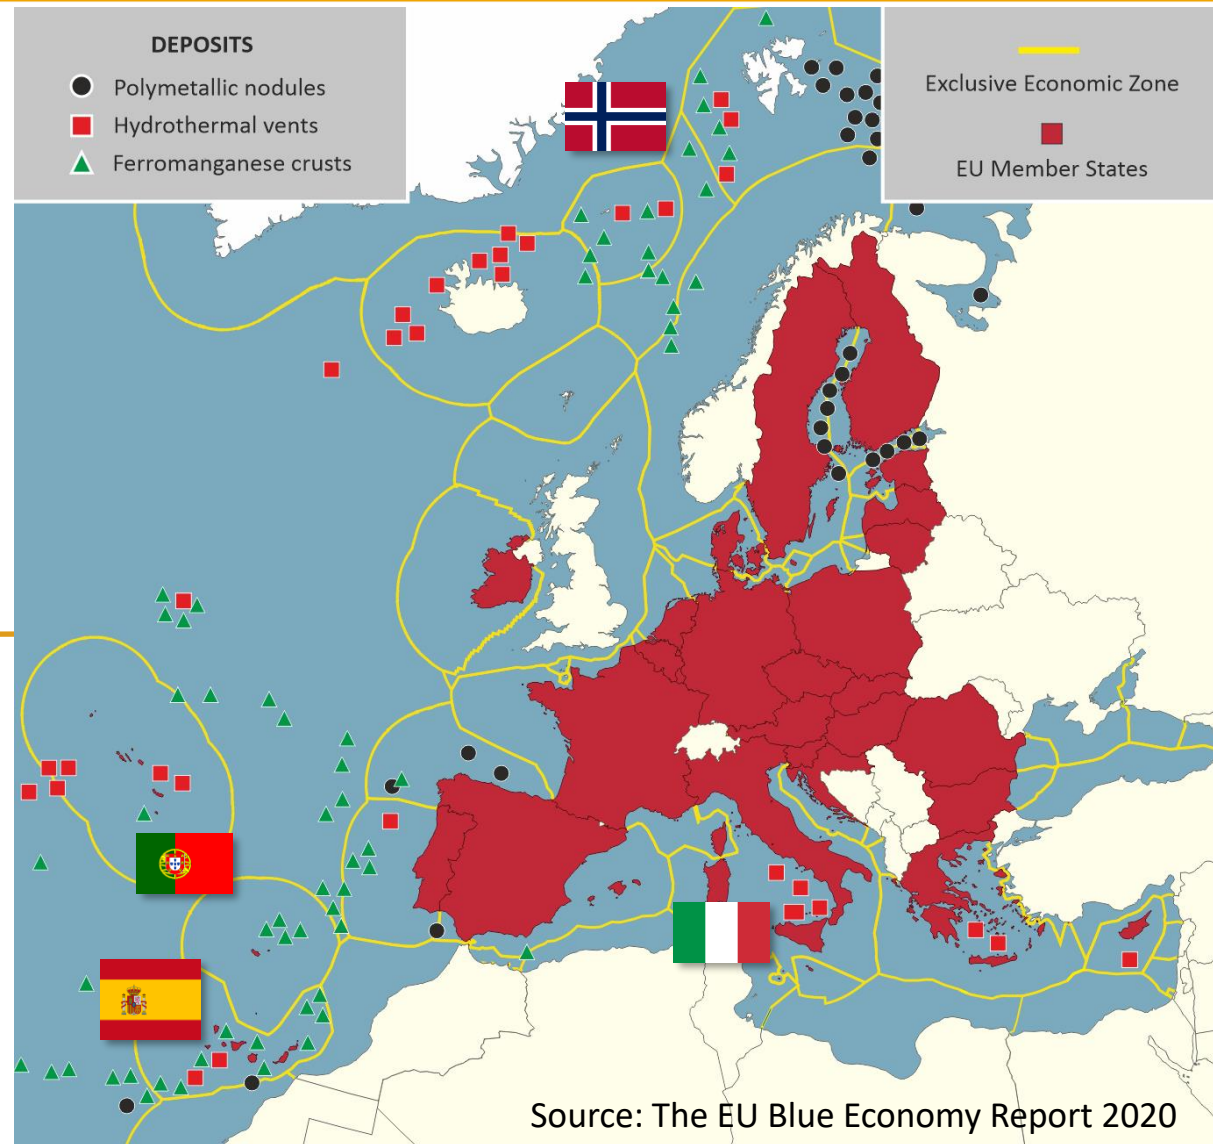 DEPOSITS
Polymetallic nodules
Hydrothermal vents
Ferromanganese crusts
Exclusive Economic Zone
EU Member States
Source: The EU Blue Economy Report 2020